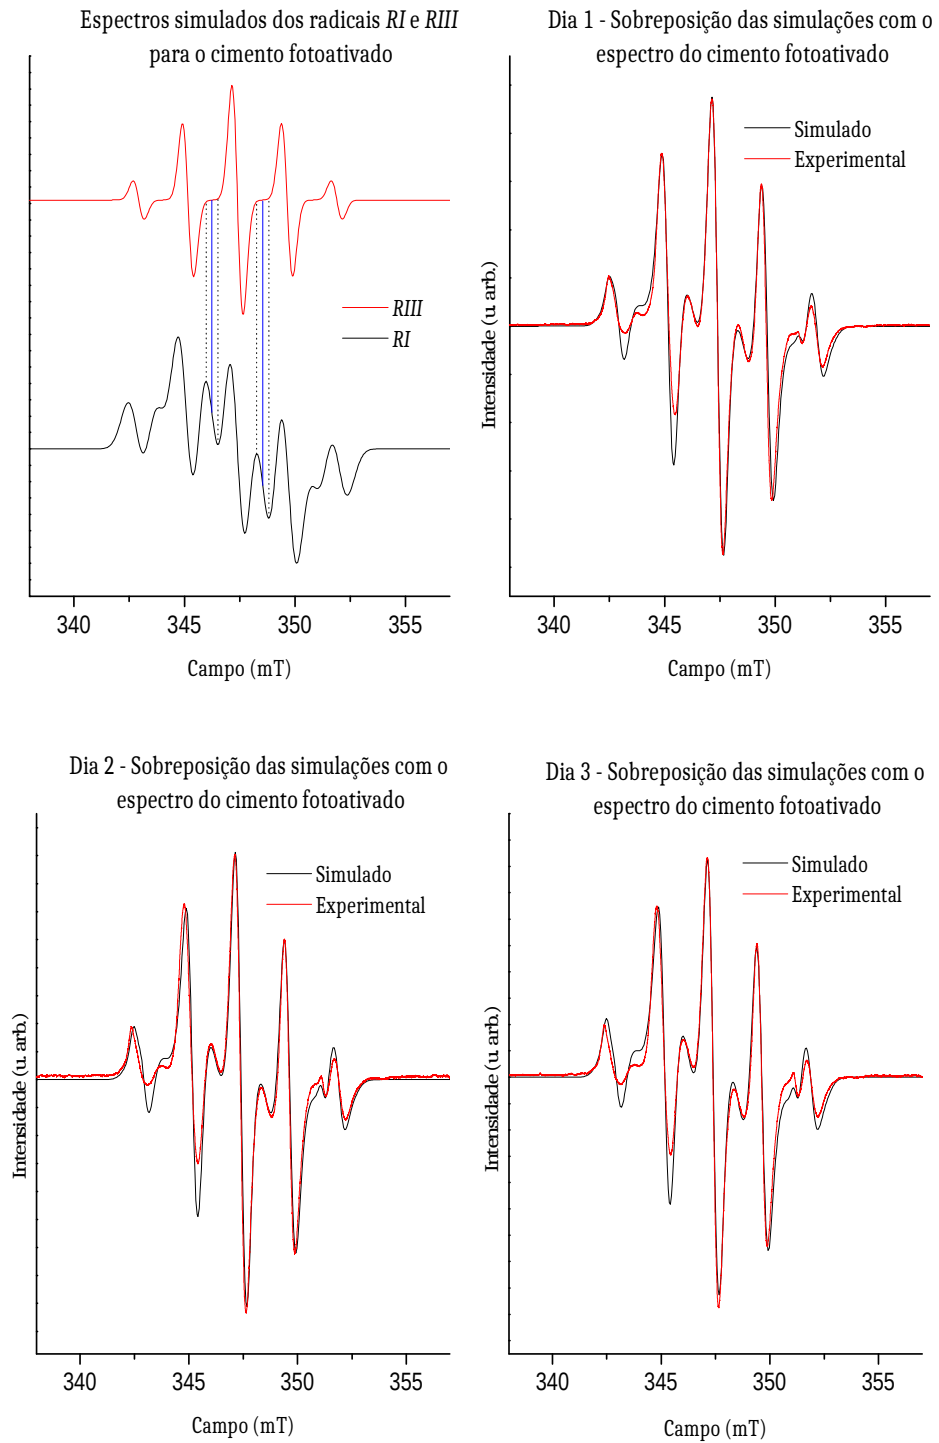 Espectros simulados dos radicais RI e RIII
para o cimento fotoativado
RIII
RI
340 345 350 355
Campo (mT)
Dia 1 - Sobreposição das simulações com o
espectro do cimento fotoativado
Simulado
Experimental
Intensidade (u. arb.)
340 345 350 355
Campo (mT)
Dia 2 - Sobreposição das simulações com o
espectro do cimento fotoativado
Simulado
Experimental
Intensidade (u. arb.)
340 345 350 355
Campo (mT)
Dia 3 - Sobreposição das simulações com o
espectro do cimento fotoativado
Simulado
Experimental
Intensidade (u. arb.)
340 345 350 355
Campo (mT)